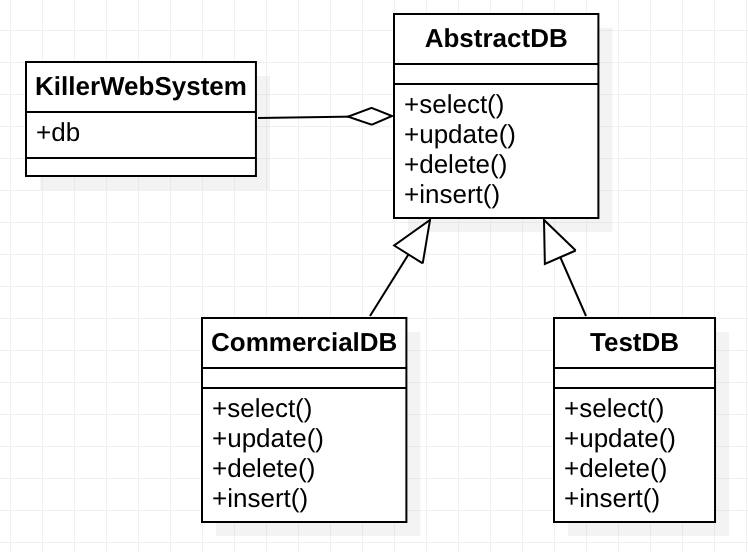 AbstractDB
+select()
+update()
+delete()
+insert()
KillerWebSystem
+db
CommercialDB
+select()
+update()
+delete()
+insert()
TestDB
+select()
+update()
+delete()
+insert()